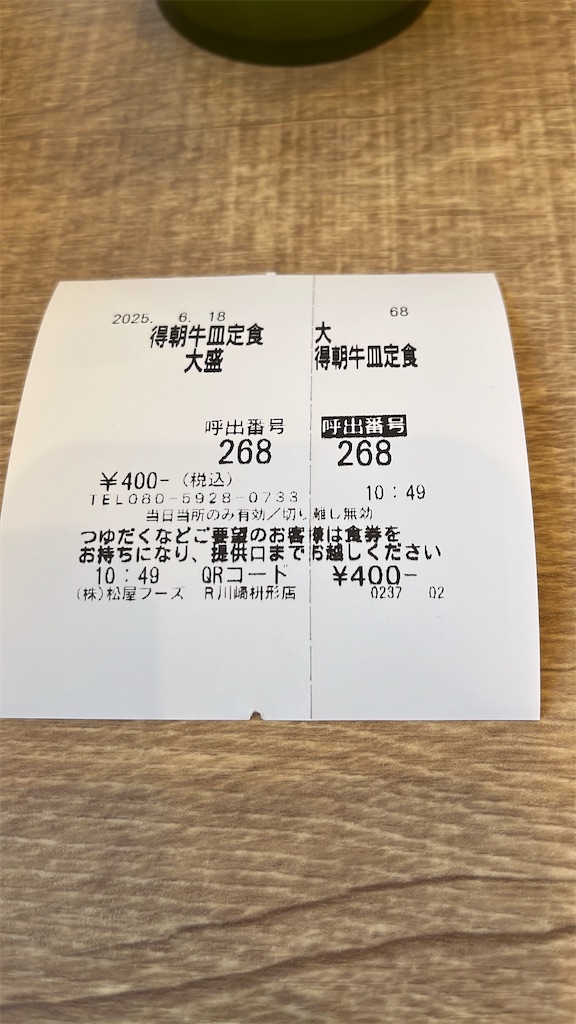 2025. 6. 18
得朝牛皿定食
大盛
呼出番号
268
¥400-(税込)
TEL080-5928-0733
68
大
得朝牛皿定食
呼出番号
268
10:49
当日当所のみ有効/切り離し無効
つゆだくなどご要望のお客様は食券を
お持ちになり、提供口までお越しください
10:49 QRコード ¥400-
(株)松屋フーズ R川崎枡形店 0237 02